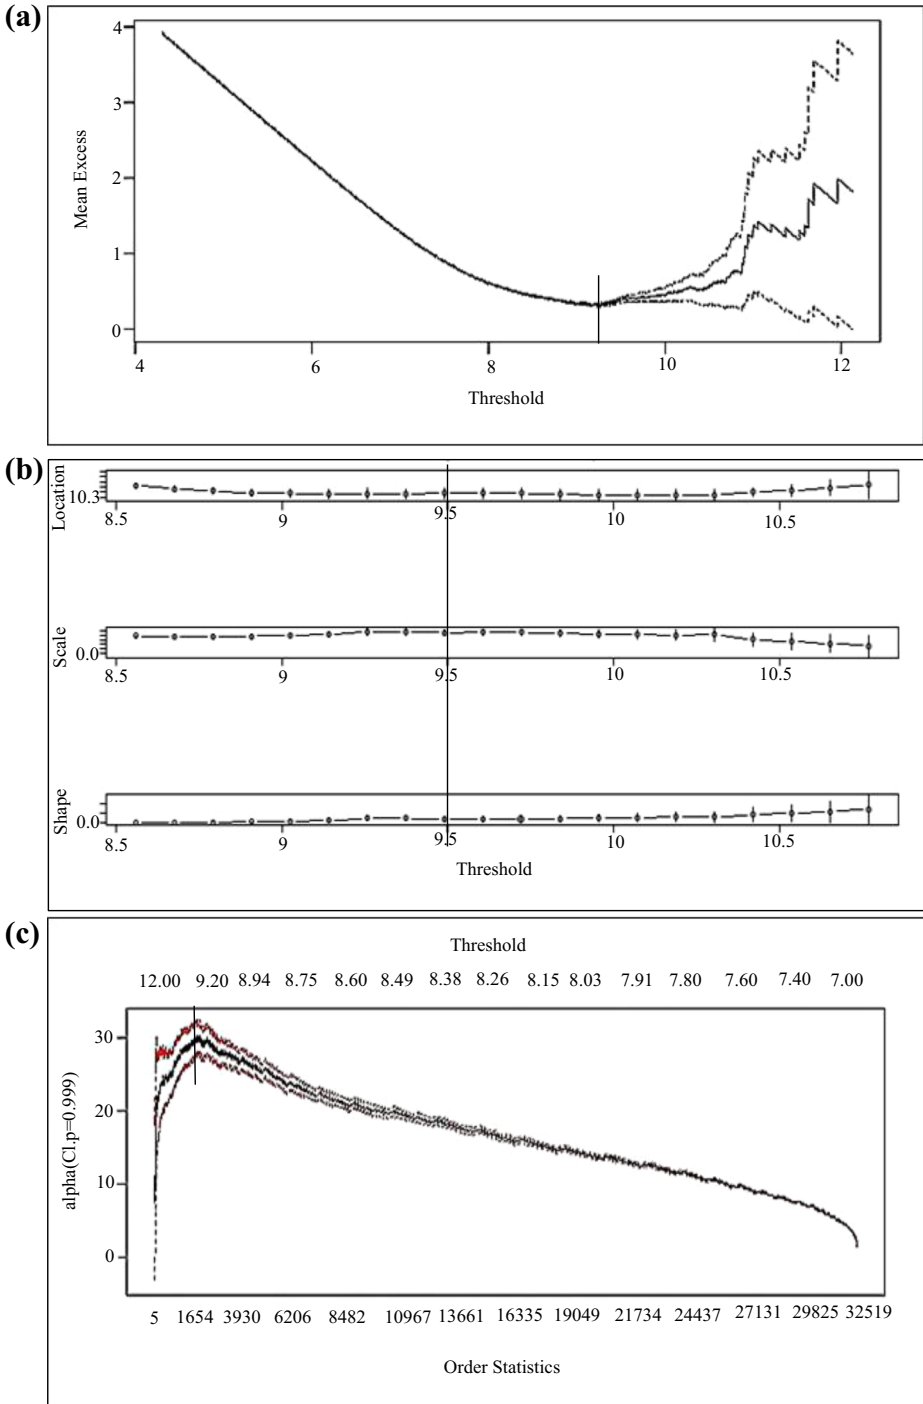 (a)
4
3
2
1
0
Mean Excess
4 6 8 10 12
Threshold
(b)
Location
10.3
8.5 9 9.5 10 10.5
Scale
0.0
8.5 9 9.5 10 10.5
Shape
0.0
8.5 9 9.5 10 10.5
Threshold
(c)
Threshold
12.00 9.20 8.94 8.75 8.60 8.49 8.38 8.26 8.15 8.03 7.91 7.80 7.60 7.40 7.00
30
20
10
0
alpha(Cl.p=0.999)
5 1654 3930 6206 8482 10967 13661 16335 19049 21734 24437 27131 29825 32519
Order Statistics